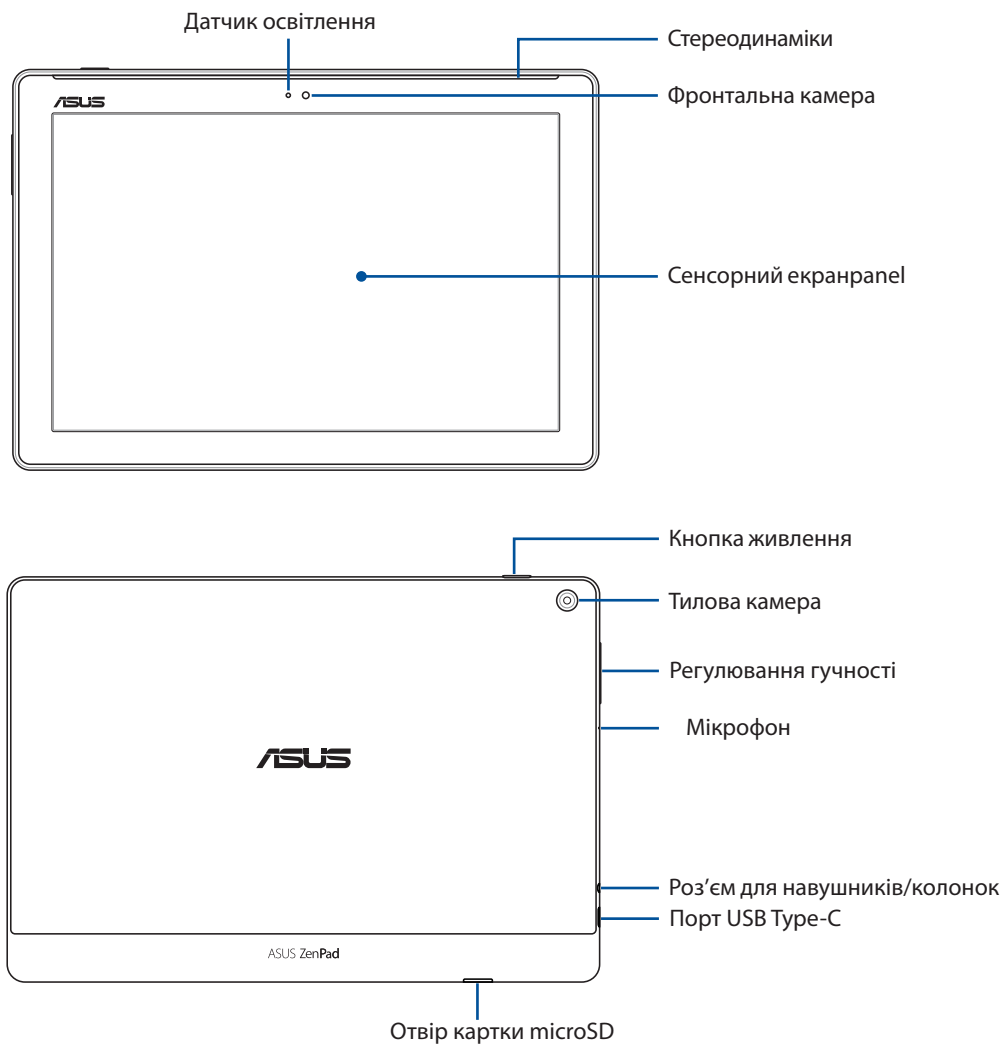 Датчик освітлення
Стереодинаміки
Фронтальна камера
ASUS
Сенсорний екранpanel
Кнопка живлення
Тилова камера
Регулювання гучності
Мікрофон
ASUS
Роз’єм для навушників/колонок
Порт USB Type-C
ASUS ZenPad
Отвір картки microSD